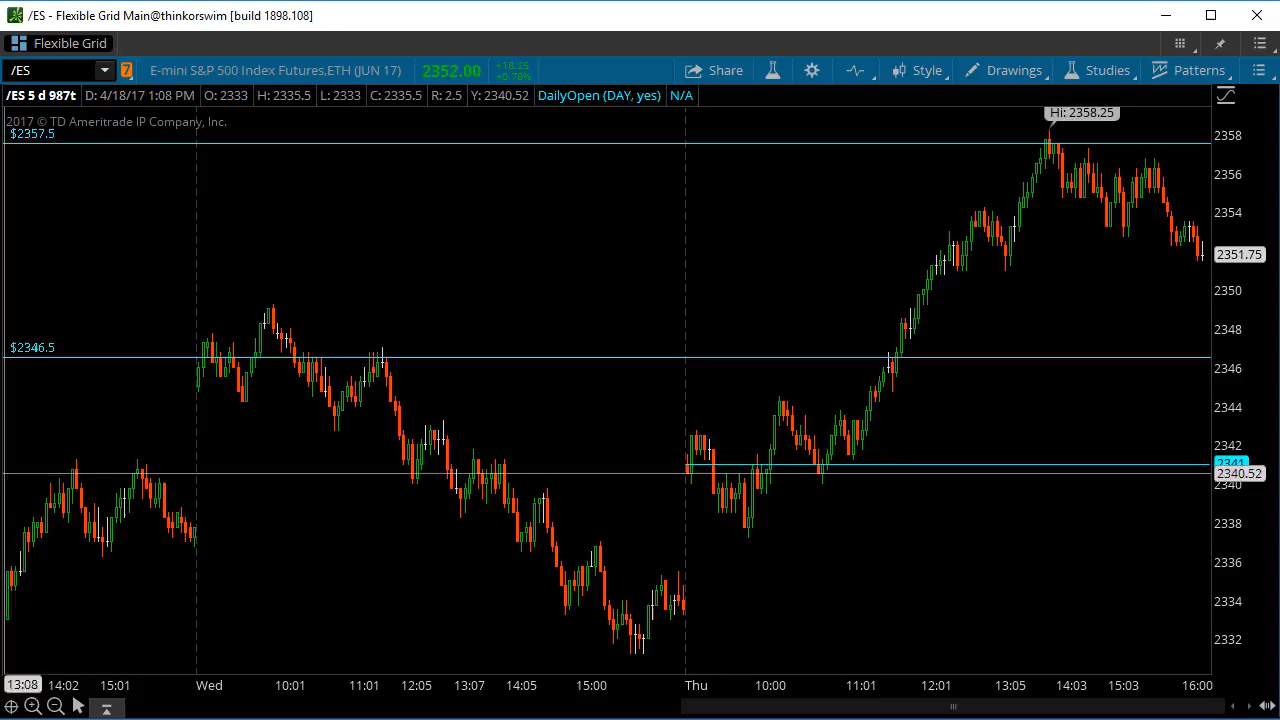 /ES - Flexible Grid Main@thinkorswim [build 1898.108]
Flexible Grid
/ES 7 E-mini S&P 500 Index Futures,ETH (JUN 17) 2352.00 +18.25 +0.78% Share Style Drawings Studies Patterns
/ES 5 d 987t D: 4/18/17 1:08 PM O: 2333 H: 2335.5 L: 2333 C: 2335.5 R: 2.5 Y: 2340.52 DailyOpen (DAY, yes) N/A
2017 © TD Ameritrade IP Company, Inc.
Hi: 2358.25
$2357.5
2358
2356
2354
2351.75
2350
2348
$2346.5
2346
2344
2342
2341
2340.52
2340
2338
2336
2334
2332
13:08 14:02 15:01 Wed 10:01 11:01 12:05 13:07 14:05 15:00 Thu 10:00 11:01 12:01 13:05 14:03 15:03 16:00